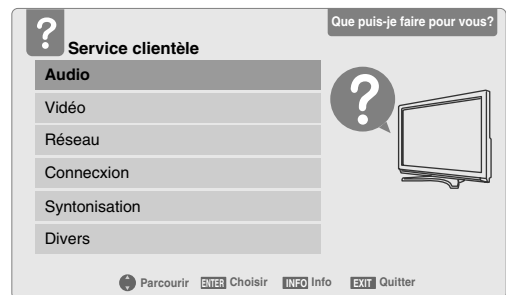 Que puis-je faire pour vous?
?
Service clientèle
Audio
Vidéo
Réseau
Connecxion
Syntonisation
Divers
?
Parcourir ENTER Choisir INFO Info EXIT Quitter